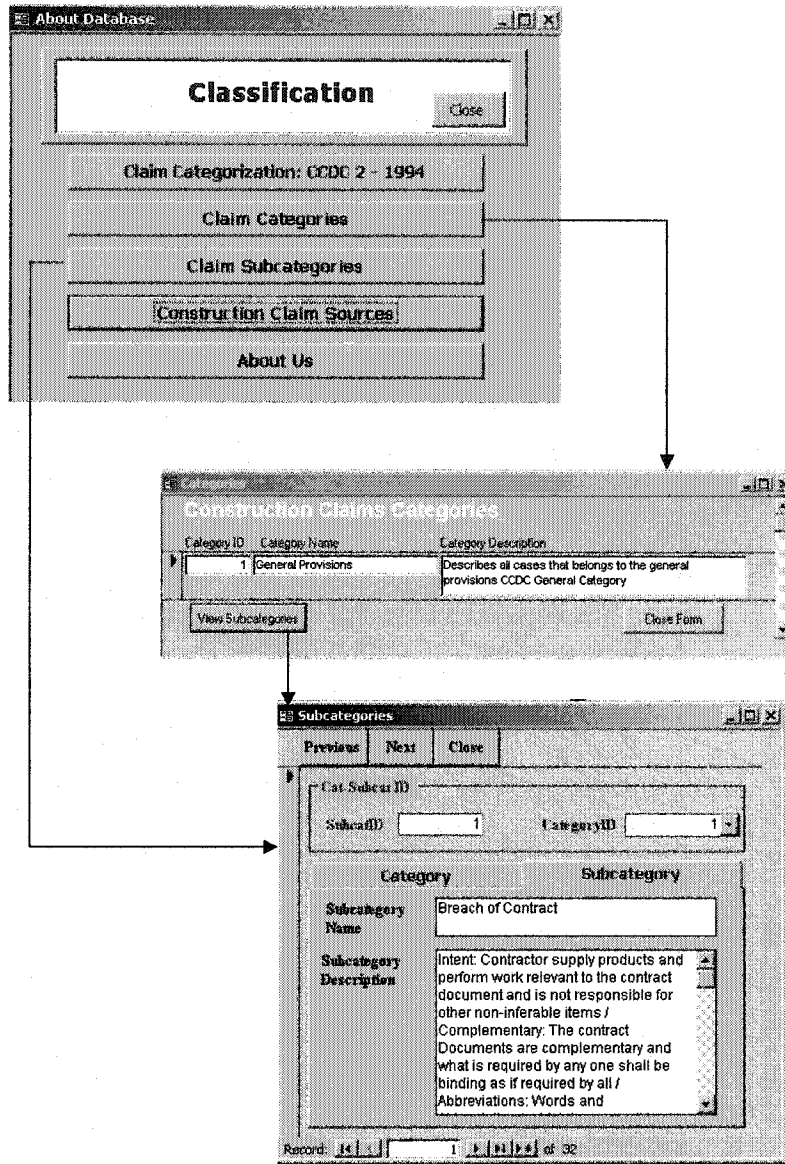 About Database
Classification
Close
Claim Categorization: CCDC 2 - 1994
Claim Categories
Claim Subcategories
Construction Claim Sources
About Us
Categories
Construction Claims Categories
Category ID Category Name Category Description
1 General Provisions Describes all cases that belongs to the general
provisions CCDC General Category
View Subcategories Close Form
Subcategories
Previous Next Close
Cat Subcat ID
SubcatID 1 CategoryID 1
Category Subcategory
Subcategory Name Breach of Contract
Subcategory Description
Intent: Contractor supply products and
perform work relevant to the contract
document and is not responsible for
other non-inferable items /
Complementary: The contract
Documents are complementary and
what is required by any one shall be
binding as if required by all /
Abbreviations: Words and
Record: 1 of 32